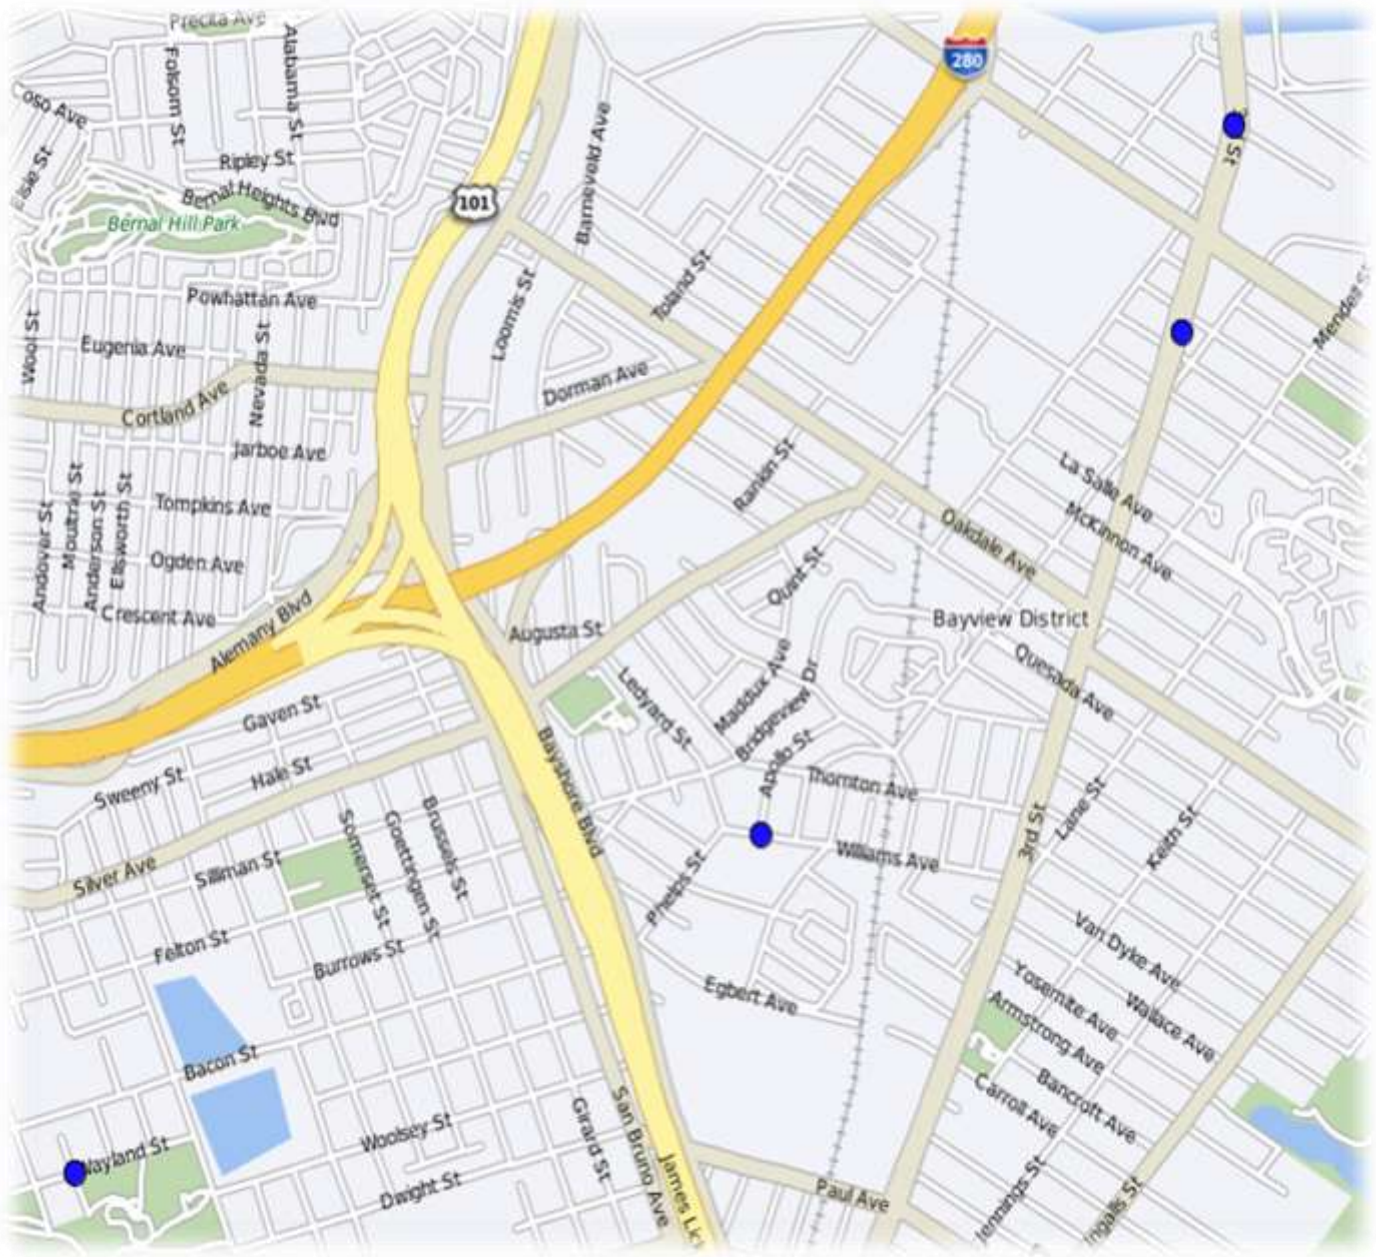 Precita Ave
Folsom St
Alabama St
280
Coso Ave
Barneveld Ave
St
Ripley St
Elsie St
Bernal Heights Blvd
101
Bernal Hill Park
Toland St
Loomis St
Powhattan Ave
Mendell St
Wool St
Eugenia Ave
Nevada St
Dorman Ave
Cortland Ave
Jarboe Ave
Rankin St
La Salle Ave
Moultrie St
Anderson St
Ellsworth St
Andover St
Tompkins Ave
McKinnon Ave
Oakdale Ave
Ogden Ave
Quint St
Crescent Ave
Alemany Blvd
Augusta St
Bayview District
Maddux Ave
Bridgeview Dr
Quesada Ave
Ledyard St
Gaven St
Apollo St
Hale St
Sweeny St
Bayshore Blvd
Thornton Ave
Lane St
3rd St
Keith St
Somerset St
Goettingen St
Brussels St
Silver Ave
Silliman St
Williams Ave
Phelps St
Felton St
Burrows St
Van Dyke Ave
Egbert Ave
Yosemite Ave
Wallace Ave
Armstrong Ave
Bacon St
Bancroft Ave
Carroll Ave
Girard St
San Bruno Ave
Woolsey St
Wayland St
James Lick
Dwight St
Paul Ave
Jennings St
Ingalls St